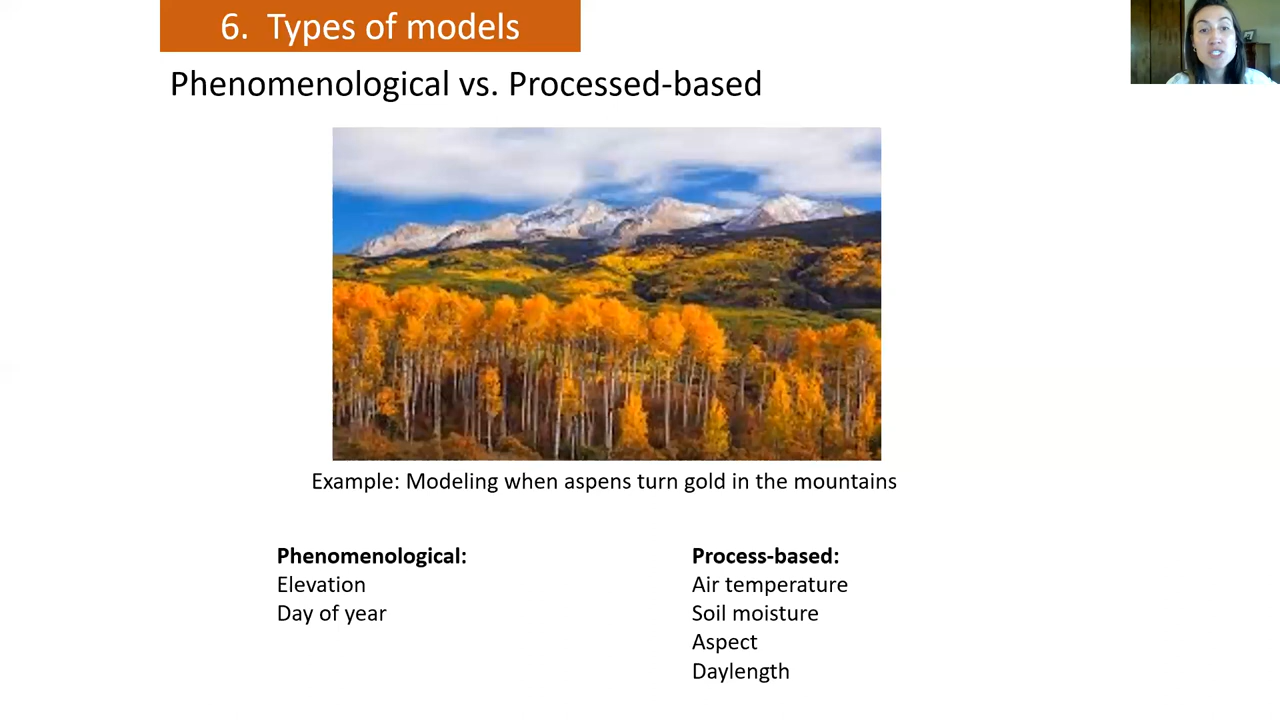 6. Types of models
Phenomenological vs. Processed-based
Example: Modeling when aspens turn gold in the mountains
Phenomenological:
Elevation
Day of year
Process-based:
Air temperature
Soil moisture
Aspect
Daylength